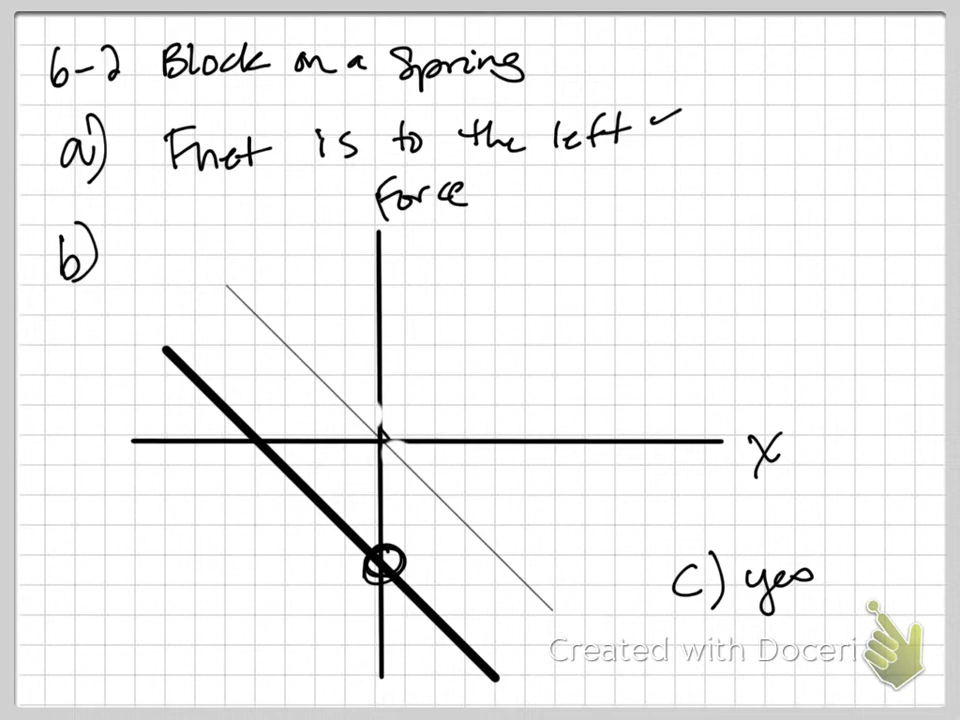 6-2 Block on a Spring
a) Fnet is to the left ✓
Force
b)
X
c) yes
Created with Doceri